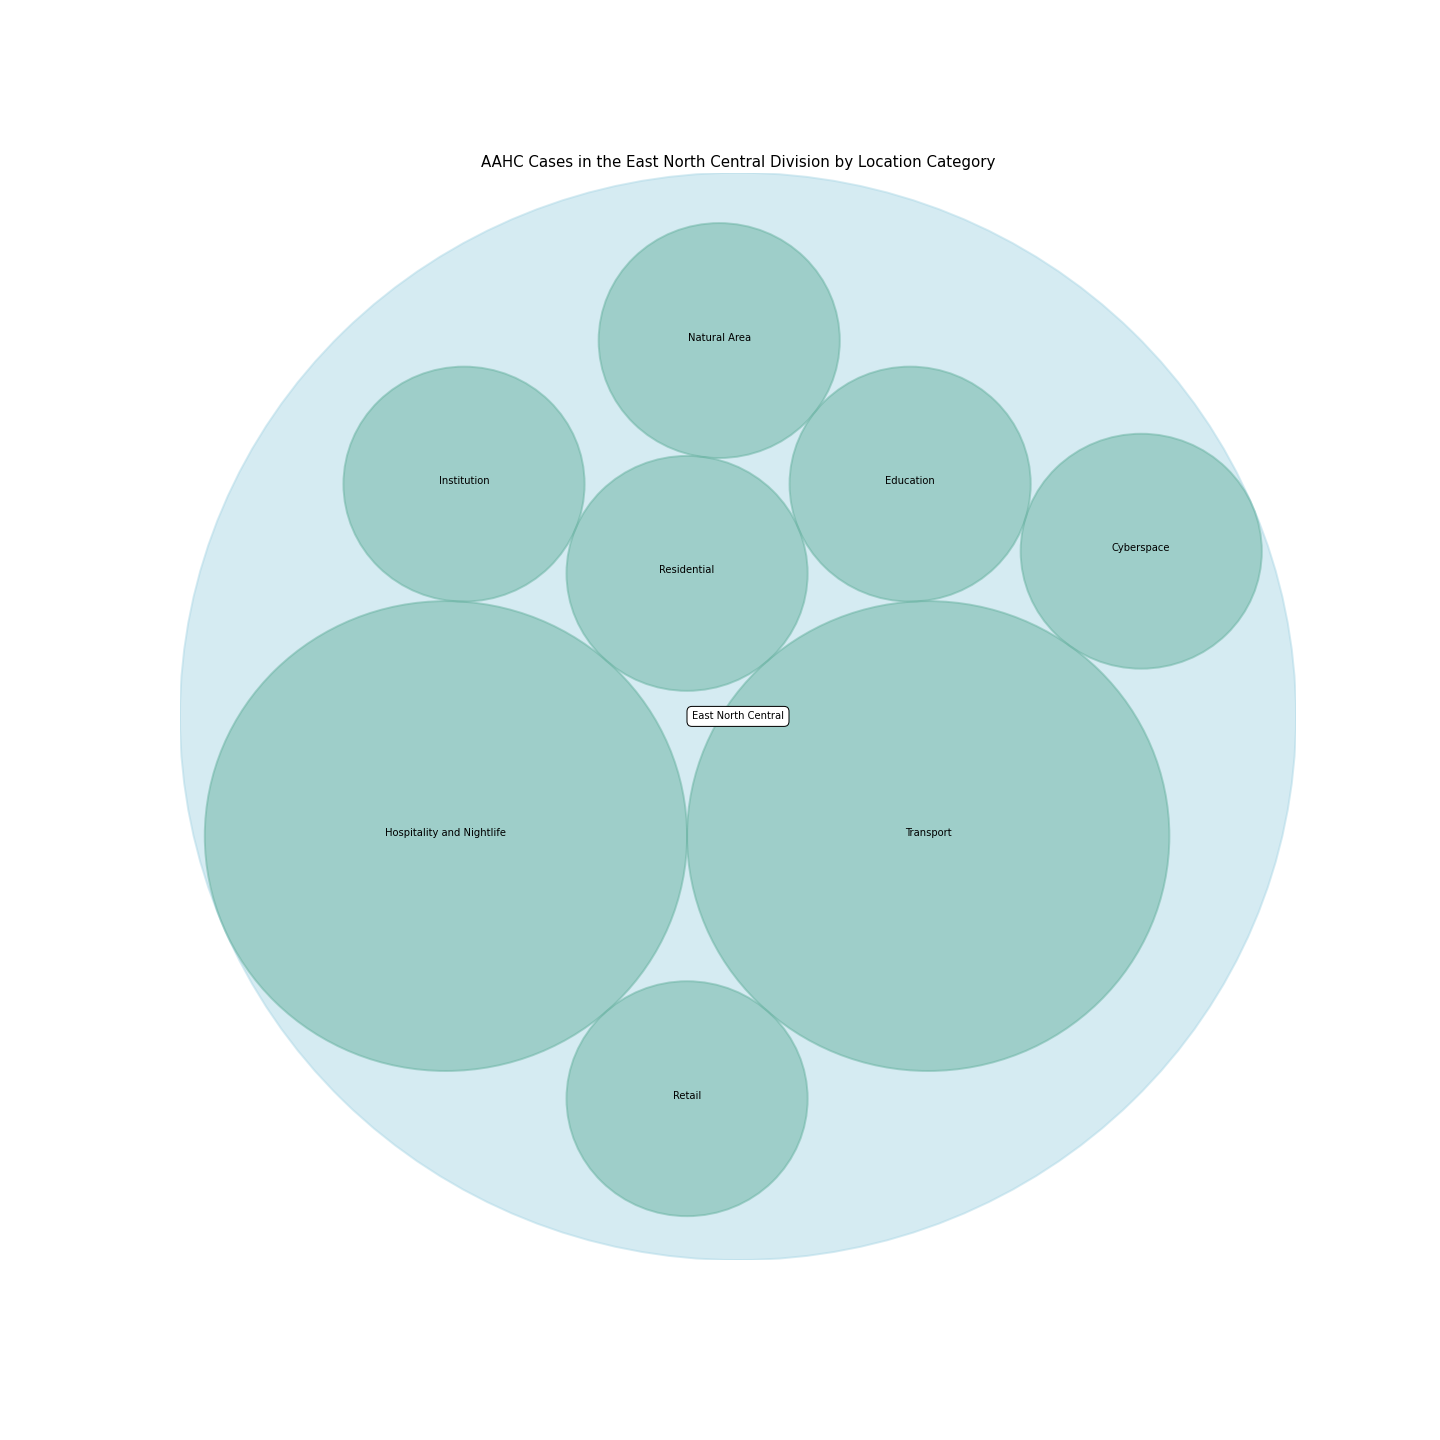 AAHC Cases in the East North Central Division by Location Category
Natural Area
Institution
Education
Cyberspace
Residential
East North Central
Hospitality and Nightlife
Transport
Retail